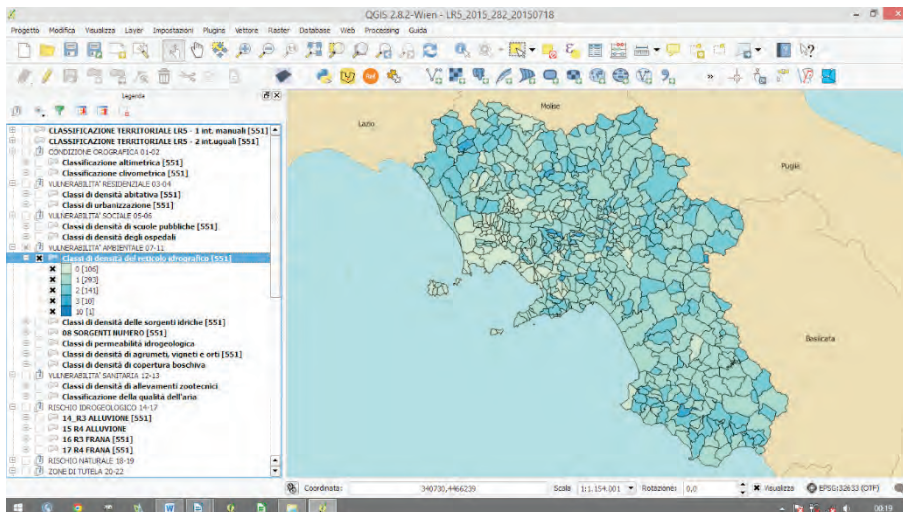 QGIS 2.8.2-Wien - LR5_2015_282_20150718
Progetto Modifica Visualizza Layer Impostazioni Plugins Vettore Raster Database Web Processing Guida
Legenda
CLASSIFICAZIONE TERRITORIALE LR5 - 1 int. manuali [551]
CLASSIFICAZIONE TERRITORIALE LR5 - 2 int.uguali [551]
CONDIZIONE OROGRAFICA 01-02
Classificazione altimetrica [551]
Classificazione clivometrica [551]
VULNERABILITA' RESIDENZIALE 03-04
Classi di densità abitativa [551]
Classi di urbanizzazione [551]
VULNERABILITA' SOCIALE 05-06
Classi di densità di scuole pubbliche [551]
Classi di densità degli ospedali
VULNERABILITA' AMBIENTALE 07-11
Classi di densità del reticolo idrografico [551]
0 [106]
1 [293]
2 [141]
3 [10]
10 [1]
Classi di densità delle sorgenti idriche [551]
08 SORGENTI NUMERO [551]
Classi di permeabilità idrogeologica
Classi di densità di agrumeti, vigneti e orti [551]
Classi di densità di copertura boschiva
VULNERABILITA' SANITARIA 12-13
Classi di densità di allevamenti zootecnici
Classificazione della qualità dell'aria
RISCHIO IDROGEOLOGICO 14-17
14_R3 ALLUVIONE [551]
15 R4 ALLUVIONE
16 R3 FRANA [551]
17 R4 FRANA [551]
RISCHIO NATURALE 18-19
ZONE DI TUTELA 20-22
Lazio
Molise
Puglia
Basilicata
Coordinate: 340730,4466239 Scala 1:1.154.001 Rotazione: 0,0 Visualizza EPSG:32633 (OTF)
00:19